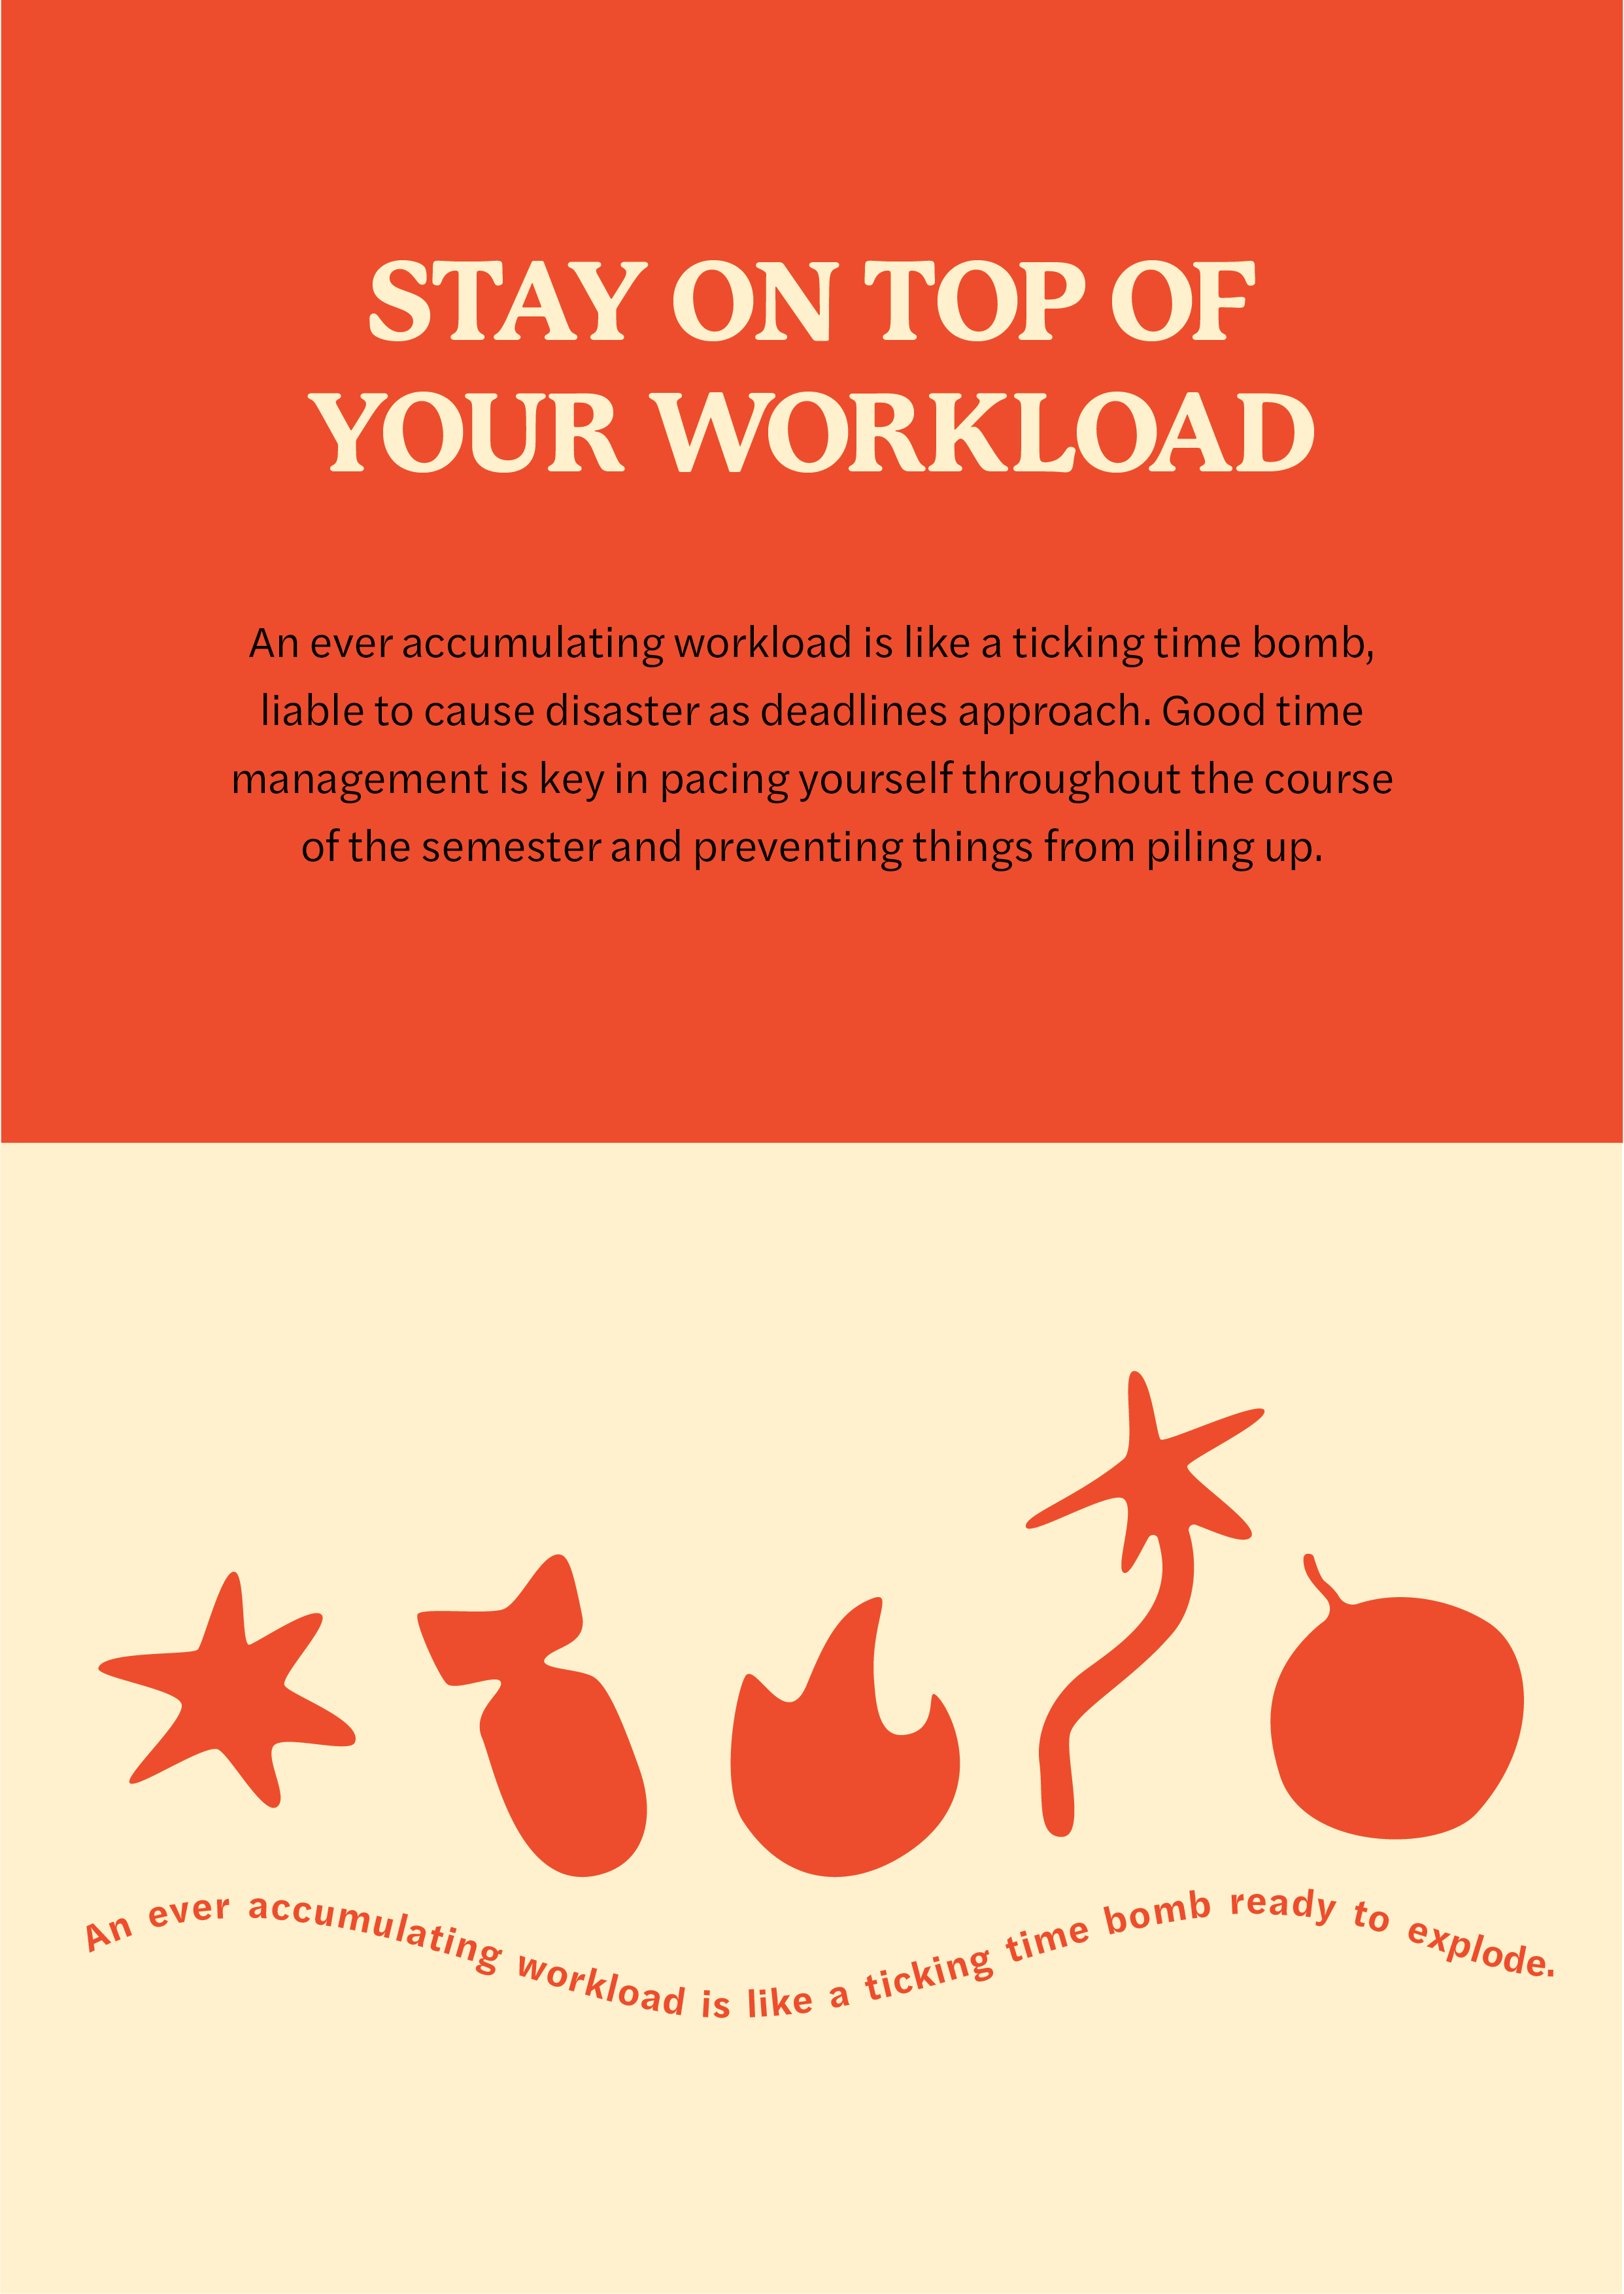 STAY ON TOP OF
YOUR WORKLOAD
An ever accumulating workload is like a ticking time bomb,
liable to cause disaster as deadlines approach. Good time
management is key in pacing yourself throughout the course
of the semester and preventing things from piling up.
An ever accumulating workload is like a ticking time bomb ready to explode.